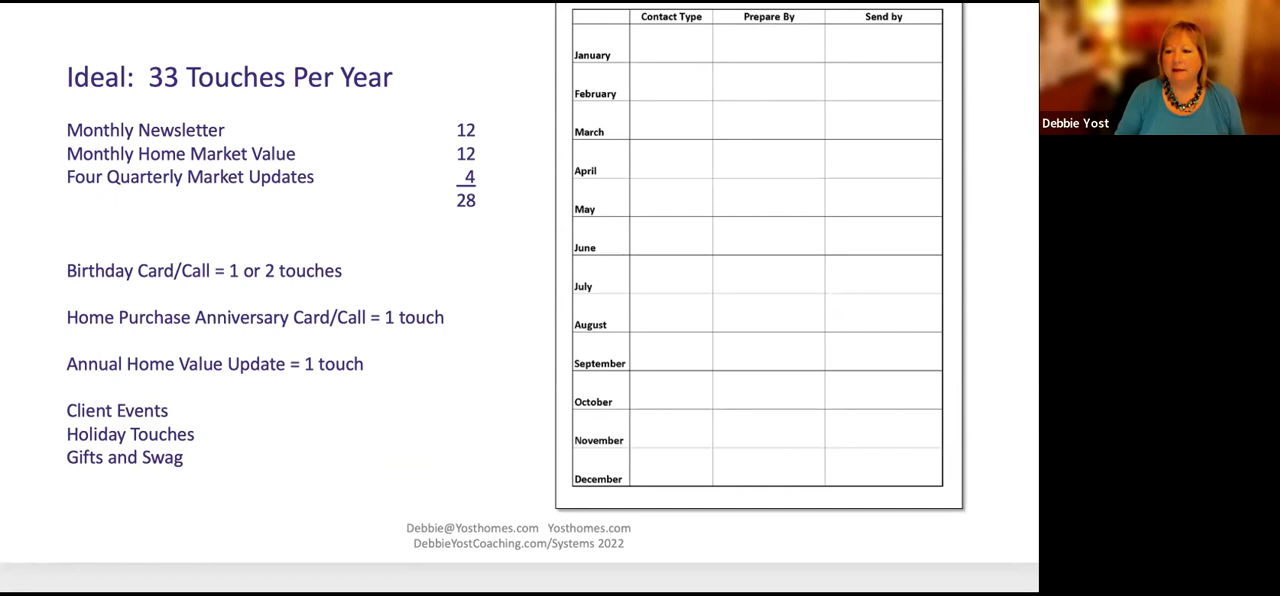 Ideal: 33 Touches Per Year
Monthly Newsletter 12
Monthly Home Market Value 12
Four Quarterly Market Updates 4
28
Birthday Card/Call = 1 or 2 touches
Home Purchase Anniversary Card/Call = 1 touch
Annual Home Value Update = 1 touch
Client Events
Holiday Touches
Gifts and Swag
Contact Type Prepare By Send by
January
February
March
April
May
June
July
August
September
October
November
December
Debbie@Yosthomes.com Yosthomes.com
DebbieYostCoaching.com/Systems 2022
Debbie Yost